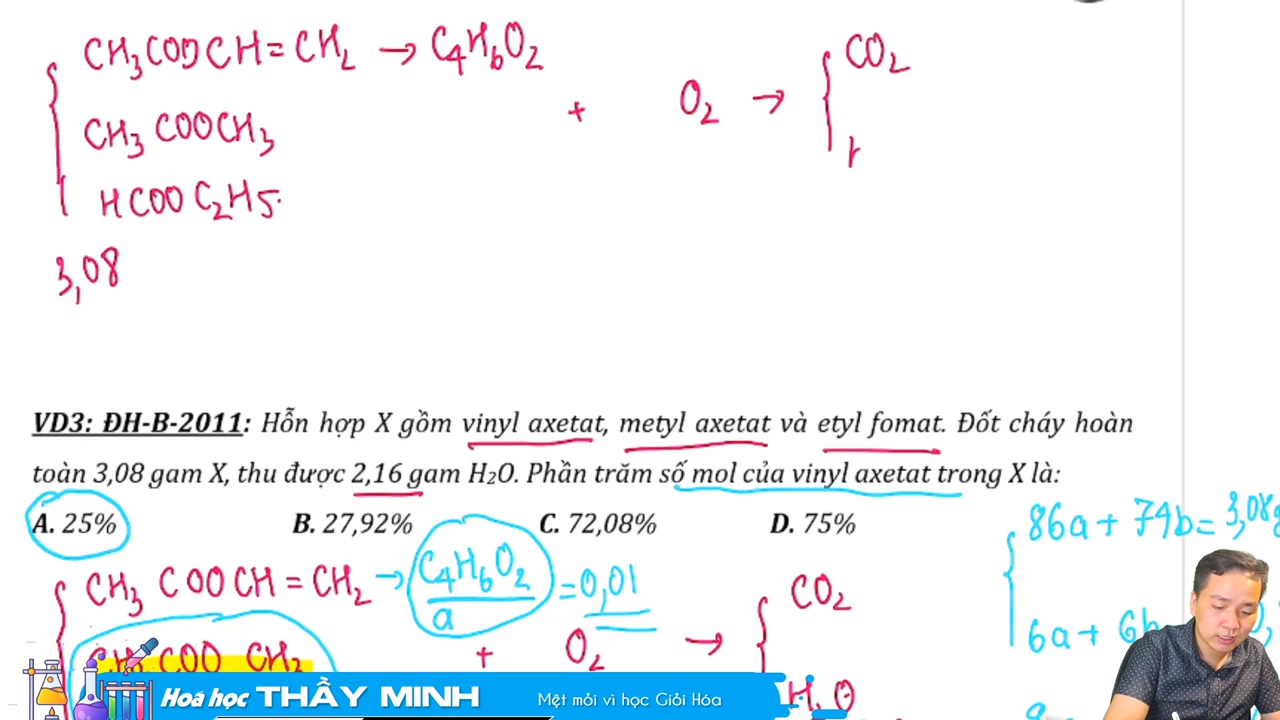 CH3COOCH=CH2 → C4H6O2
CH3COOCH3 + O2 → CO2
HCOOC2H5
3,08
VD3: ĐH-B-2011: Hỗn hợp X gồm vinyl axetat, metyl axetat và etyl fomat. Đốt cháy hoàn
toàn 3,08 gam X, thu được 2,16 gam H₂O. Phần trăm số mol của vinyl axetat trong X là:
A. 25% B. 27,92% C. 72,08% D. 75%
86a + 74b = 3,08
CH3COOCH=CH2 → C4H6O2 = 0,01 CO2
a
6a + 6b
CH3COOCH3 + O2 →
H2O
Hoá học THẦY MINH Mệt mỏi vì học Giỏi Hóa